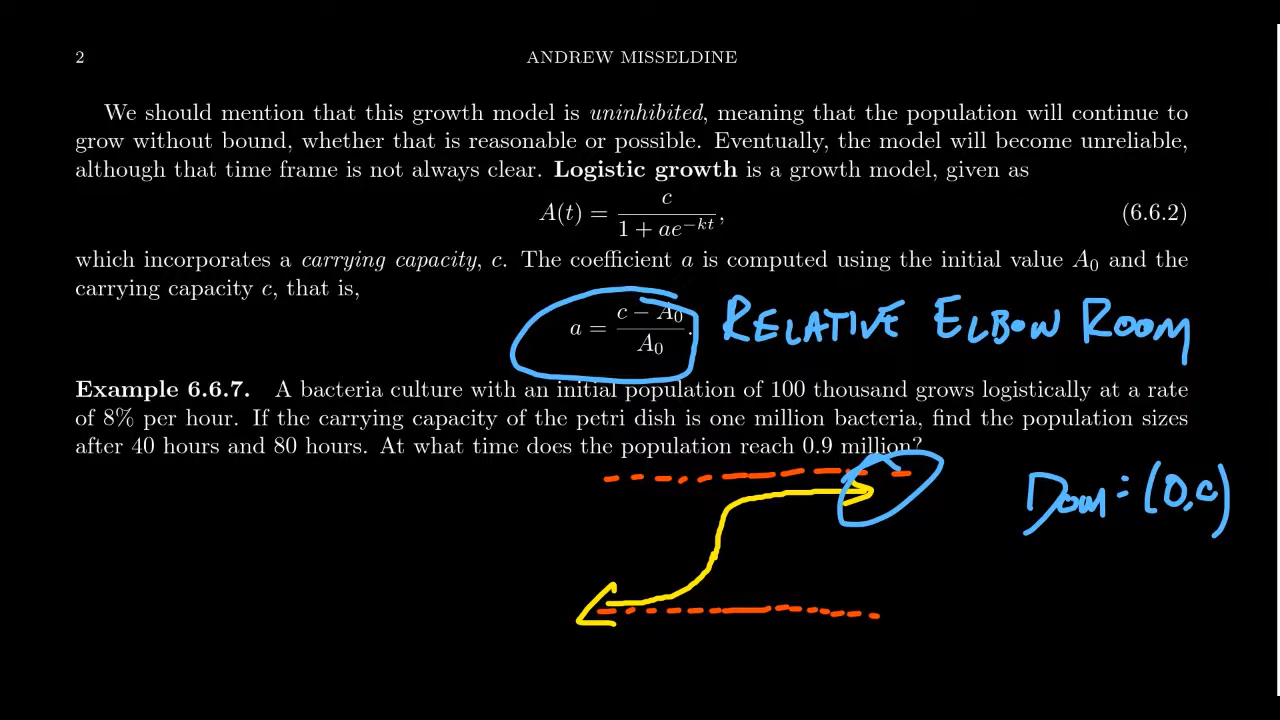 2 ANDREW MISSELDINE
We should mention that this growth model is uninhibited, meaning that the population will continue to
grow without bound, whether that is reasonable or possible. Eventually, the model will become unreliable,
although that time frame is not always clear. Logistic growth is a growth model, given as
A(t) = c / (1 + ae^{-kt}), (6.6.2)
which incorporates a carrying capacity, c. The coefficient a is computed using the initial value A₀ and the
carrying capacity c, that is,
a = (c − A₀) / A₀. RELATIVE ELBOW ROOM
Example 6.6.7. A bacteria culture with an initial population of 100 thousand grows logistically at a rate
of 8% per hour. If the carrying capacity of the petri dish is one million bacteria, find the population sizes
after 40 hours and 80 hours. At what time does the population reach 0.9 million?
DOM: (0,c)